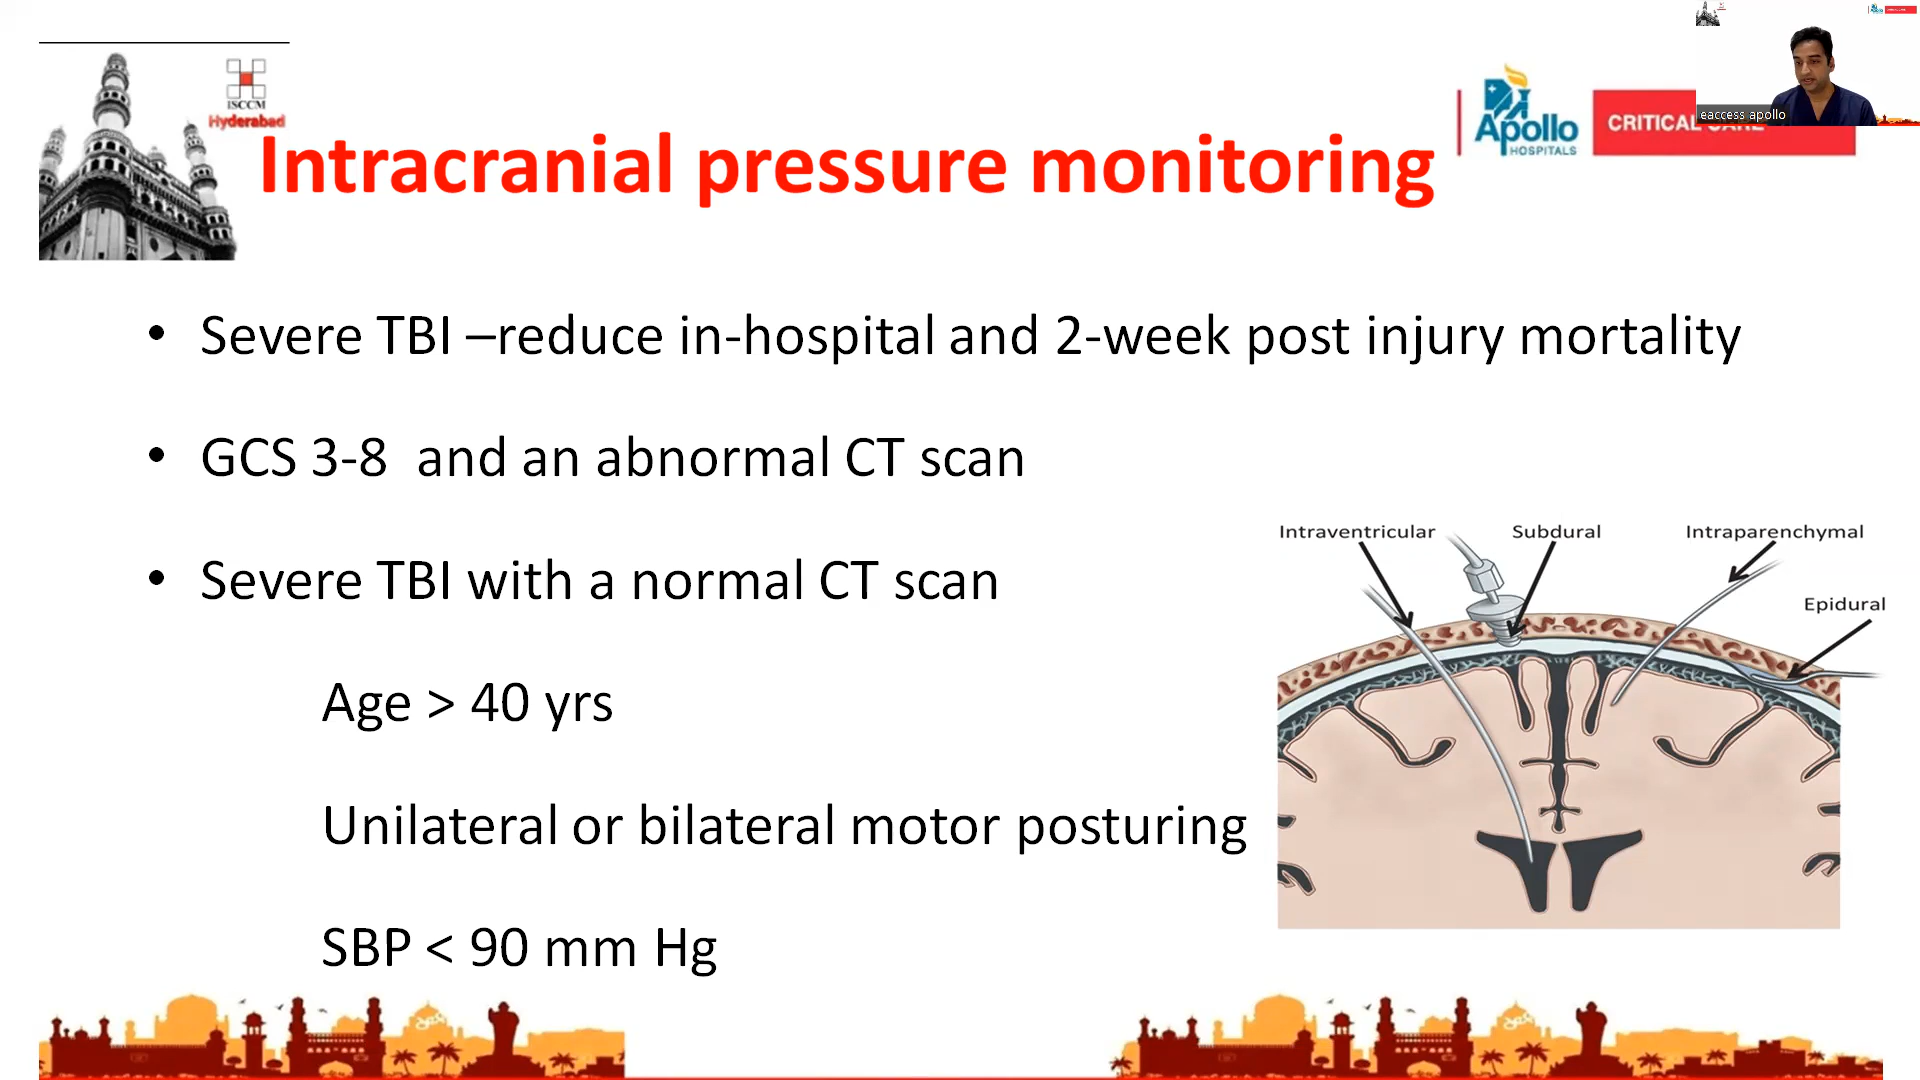 ISCCM
Hyderabad
Intracranial pressure monitoring
Apollo
HOSPITALS
CRITICAL CARE
eaccess apollo
• Severe TBI –reduce in-hospital and 2-week post injury mortality
• GCS 3-8 and an abnormal CT scan
• Severe TBI with a normal CT scan
Age > 40 yrs
Unilateral or bilateral motor posturing
SBP < 90 mm Hg
Intraventricular
Subdural
Intraparenchymal
Epidural